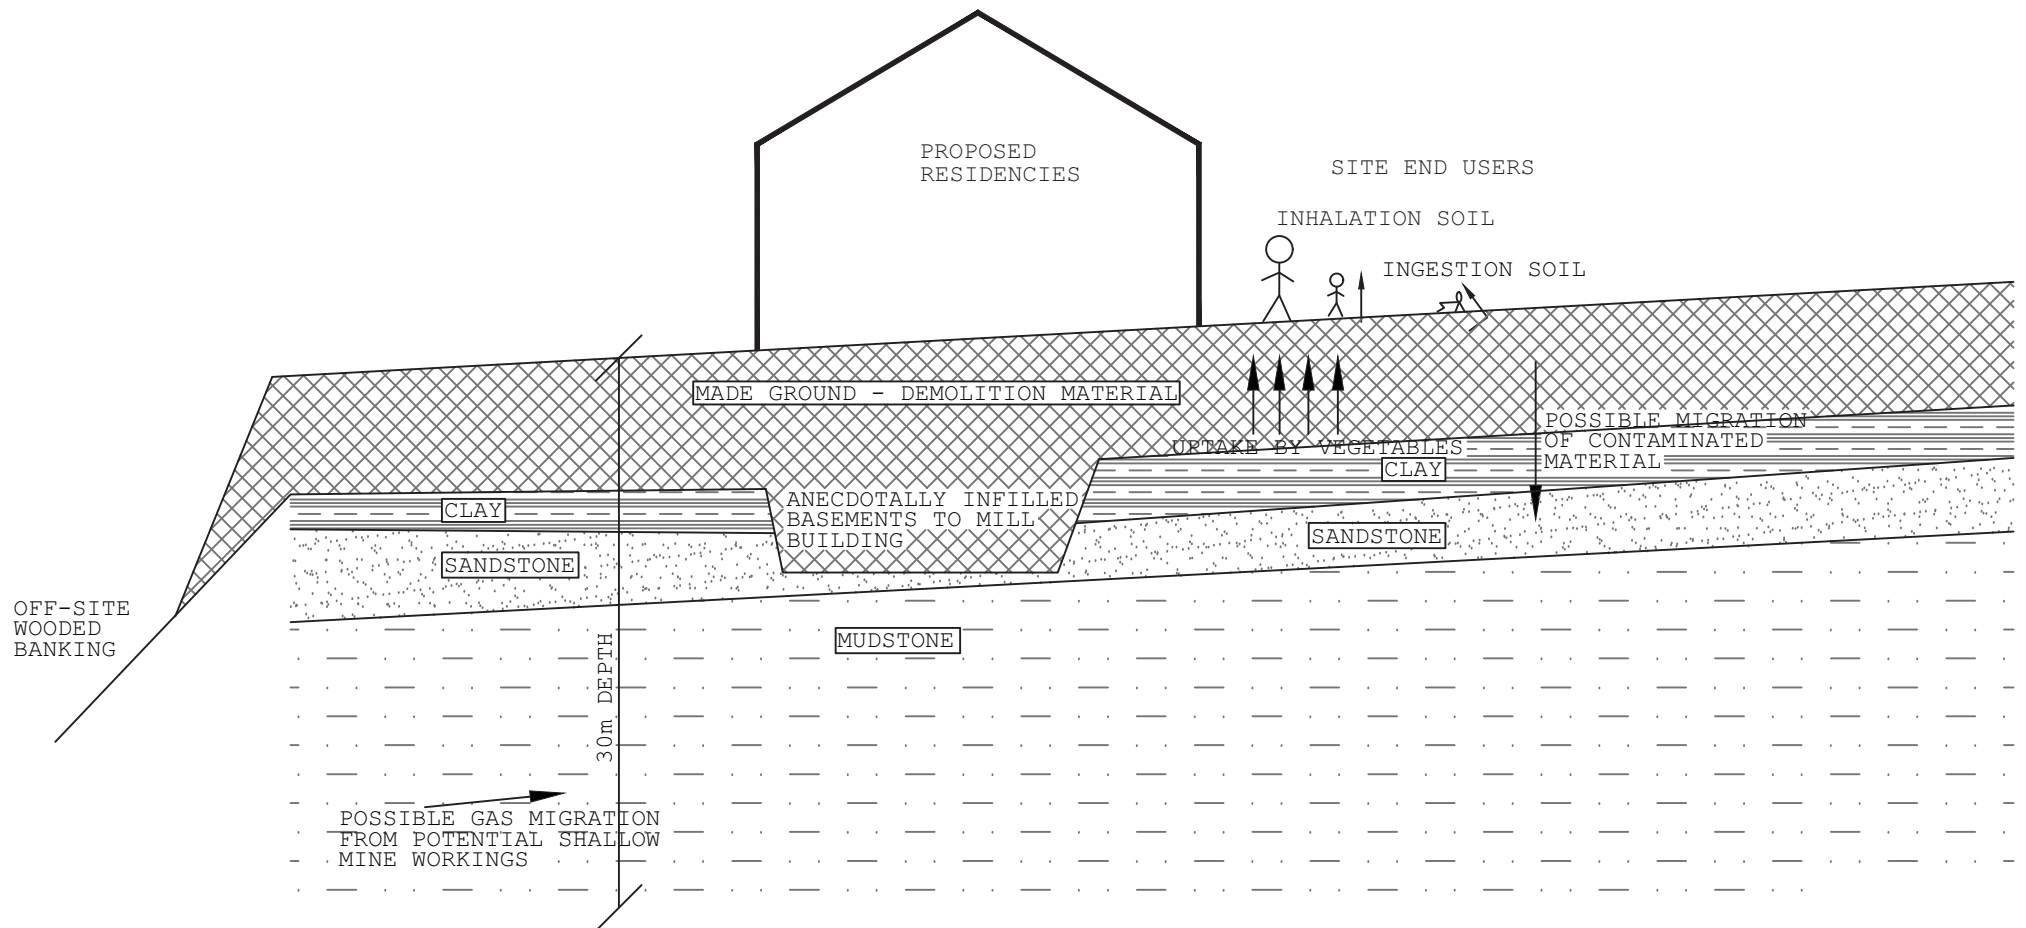 PROPOSED
RESIDENCIES
SITE END USERS
INHALATION SOIL
INGESTION SOIL
MADE GROUND - DEMOLITION MATERIAL
UPTAKE BY VEGETABLES
POSSIBLE MIGRATION
OF CONTAMINATED
MATERIAL
CLAY
CLAY
ANECDOTALLY INFILLED
BASEMENTS TO MILL
BUILDING
SANDSTONE
SANDSTONE
OFF-SITE
WOODED
BANKING
MUDSTONE
30m DEPTH
POSSIBLE GAS MIGRATION
FROM POTENTIAL SHALLOW
MINE WORKINGS